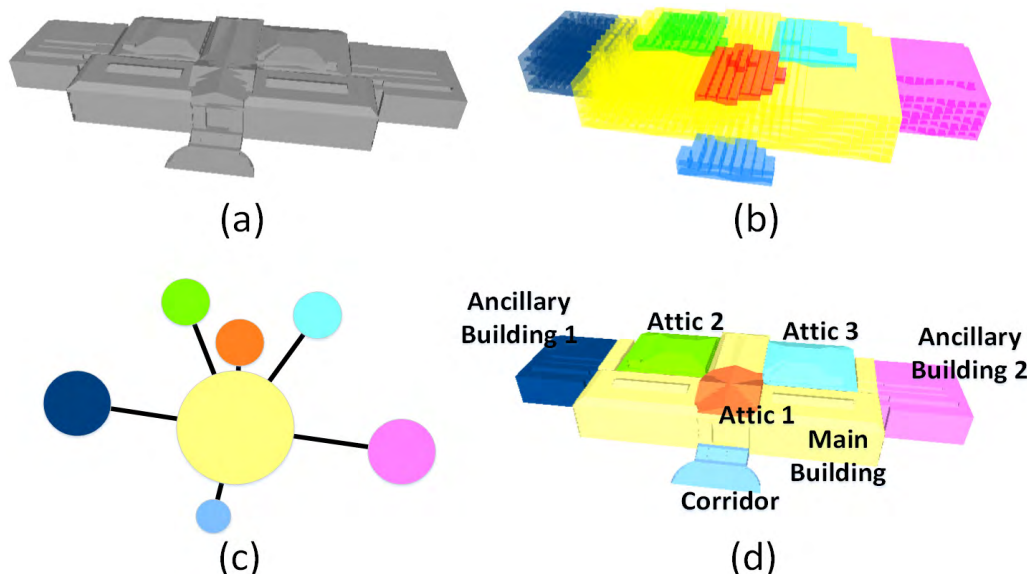 (a)
(b)
Ancillary
Building 1
Attic 2
Attic 3
Ancillary
Building 2
Attic 1
Main
Building
Corridor
(c)
(d)